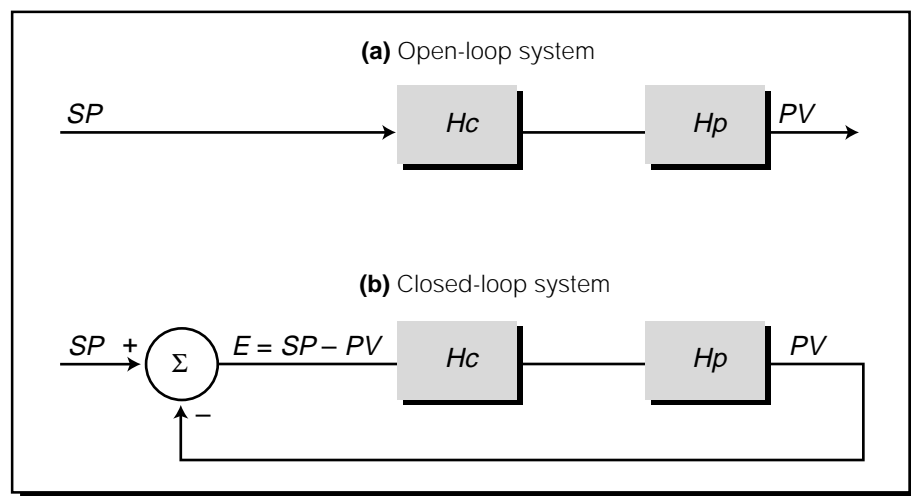 (a) Open-loop system
SP Hc Hp PV
(b) Closed-loop system
SP + Σ E = SP – PV Hc Hp PV
–